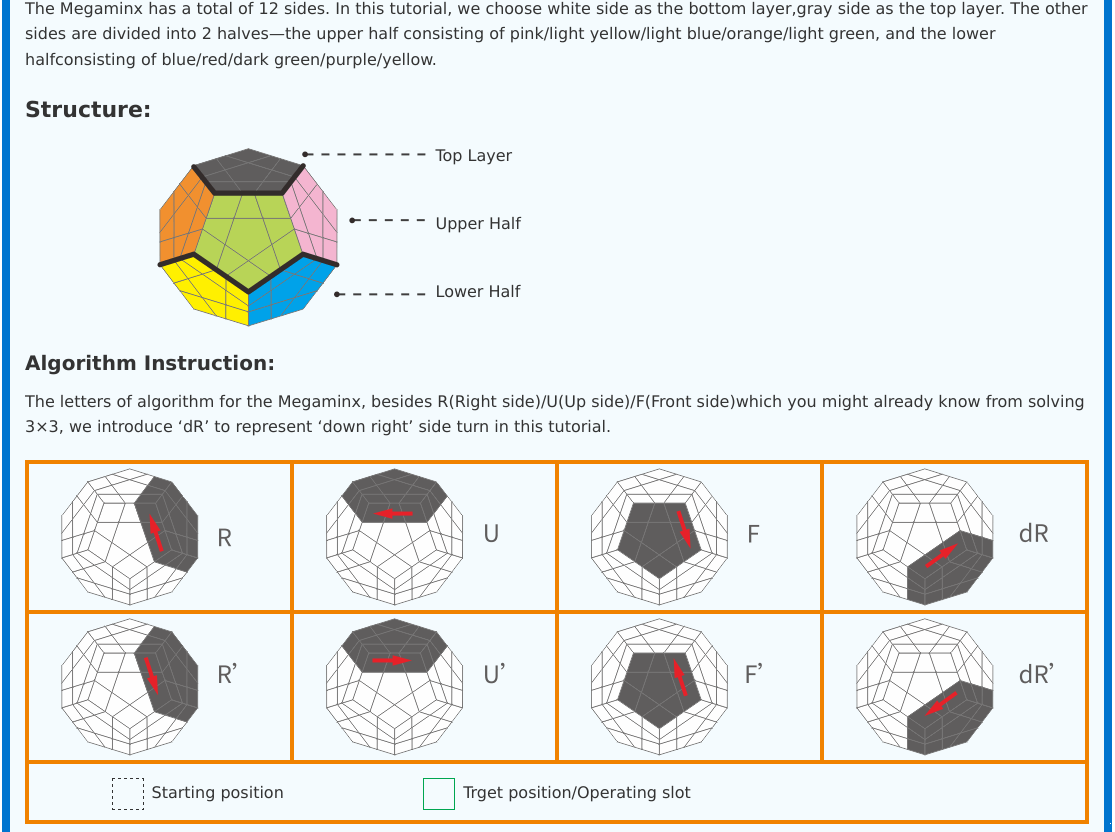 The Megaminx has a total of 12 sides. In this tutorial, we choose white side as the bottom layer,gray side as the top layer. The other
sides are divided into 2 halves—the upper half consisting of pink/light yellow/light blue/orange/light green, and the lower
halfconsisting of blue/red/dark green/purple/yellow.
Structure:
Top Layer
Upper Half
Lower Half
Algorithm Instruction:
The letters of algorithm for the Megaminx, besides R(Right side)/U(Up side)/F(Front side)which you might already know from solving
3×3, we introduce ‘dR’ to represent ‘down right’ side turn in this tutorial.
R
U
F
dR
R’
U’
F’
dR’
Starting position
Trget position/Operating slot